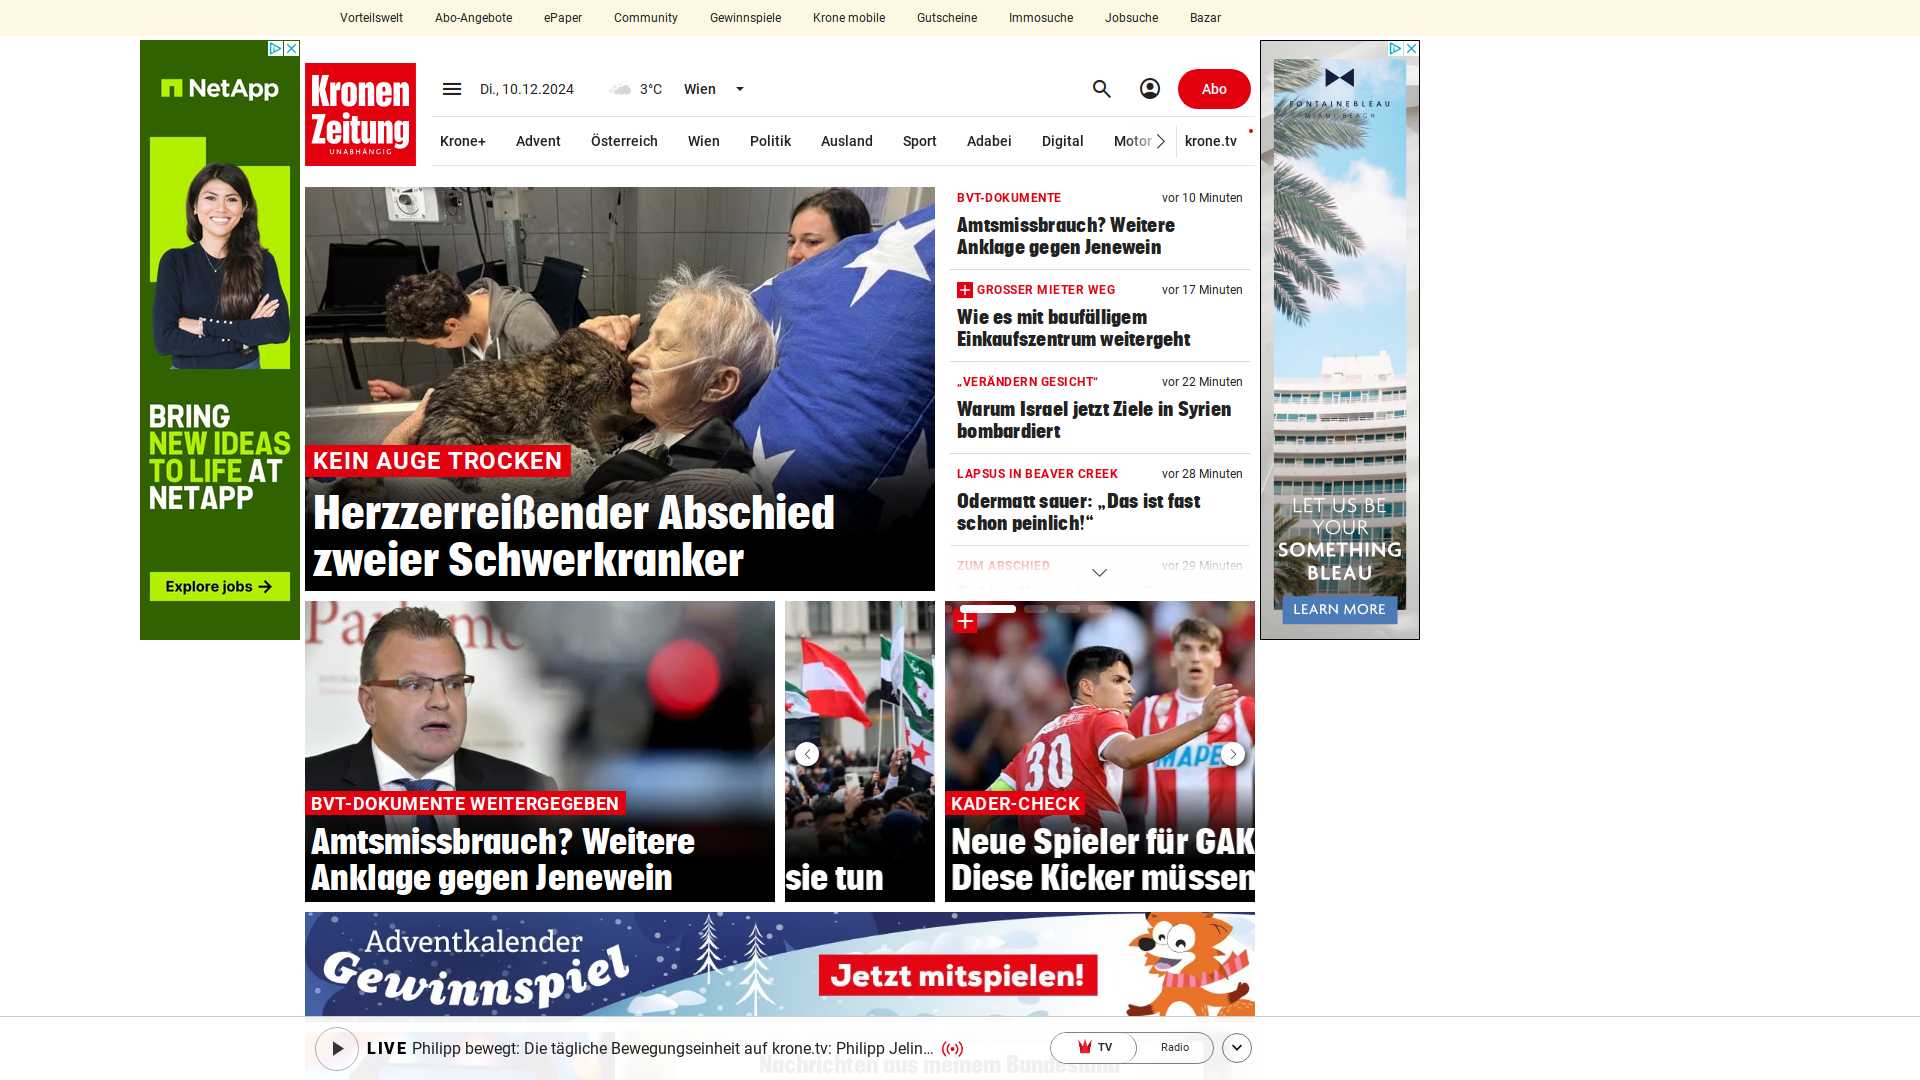 Vorteilswelt
Abo-Angebote
ePaper
Community
Gewinnspiele
Krone mobile
Gutscheine
Immosuche
Jobsuche
Bazar
NetApp
BRING
NEW IDEAS
TO LIFE AT
NETAPP
Explore jobs →
Kronen
Zeitung
UNABHÄNGIG
Di., 10.12.2024
3°C
Wien
Abo
Krone+
Advent
Österreich
Wien
Politik
Ausland
Sport
Adabei
Digital
Motor
krone.tv
KEIN AUGE TROCKEN
Herzzerreißender Abschied
zweier Schwerkranker
BVT-DOKUMENTE vor 10 Minuten
Amtsmissbrauch? Weitere
Anklage gegen Jenewein
GROSSER MIETER WEG vor 17 Minuten
Wie es mit baufälligem
Einkaufszentrum weitergeht
„VERÄNDERN GESICHT“ vor 22 Minuten
Warum Israel jetzt Ziele in Syrien
bombardiert
LAPSUS IN BEAVER CREEK vor 28 Minuten
Odermatt sauer: „Das ist fast
schon peinlich!“
ZUM ABSCHIED vor 29 Minuten
FONTAINEBLEAU
MIAMI BEACH
LET US BE
YOUR
SOMETHING
BLEAU
LEARN MORE
Parleme
BVT-DOKUMENTE WEITERGEGEBEN
Amtsmissbrauch? Weitere
Anklage gegen Jenewein
sie tun
30
MAPE
KADER-CHECK
Neue Spieler für GAK
Diese Kicker müssen
Adventkalender
Gewinnspiel
Jetzt mitspielen!
LIVE Philipp bewegt: Die tägliche Bewegungseinheit auf krone.tv: Philipp Jelin…
TV
Radio
Nachrichten aus meinem Bundesland